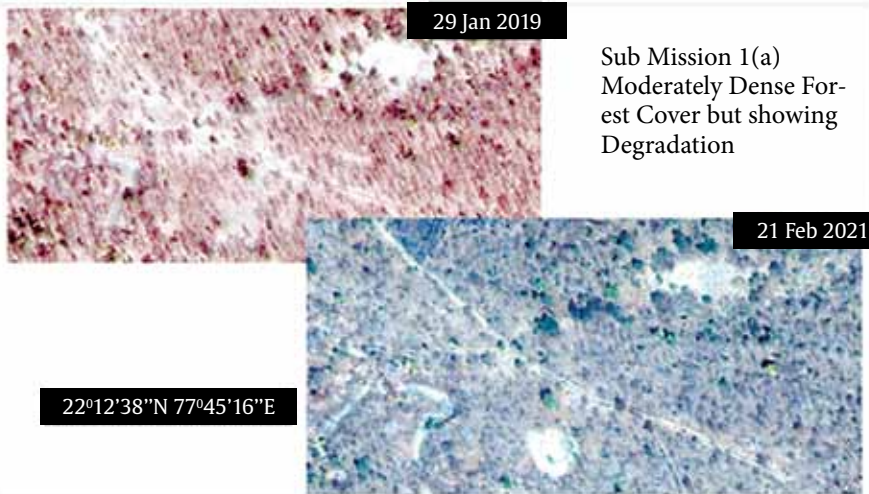 29 Jan 2019
Sub Mission 1(a)
Moderately Dense For-
est Cover but showing
Degradation
21 Feb 2021
22⁰12’38’’N 77⁰45’16’’E